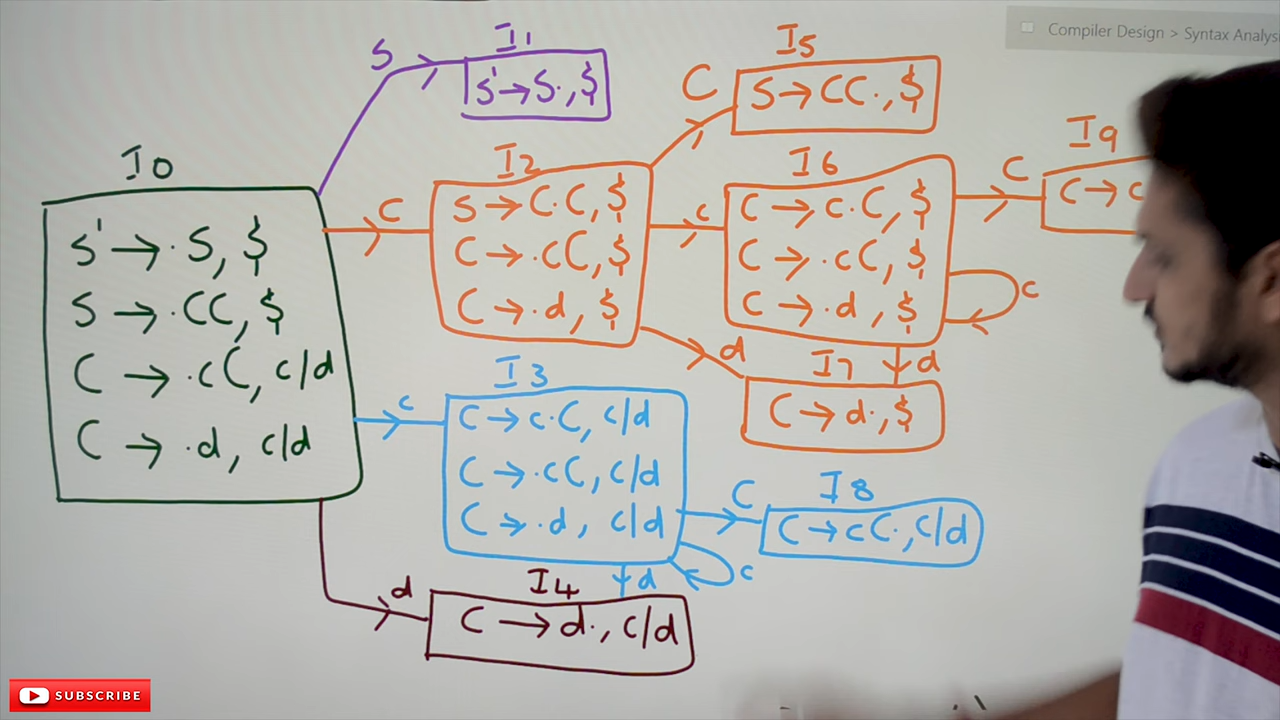 Compiler Design > Syntax Analysis
I0
S' → ·S, $
S → ·CC, $
C → ·cC, c/d
C → ·d, c/d
S
I1
S' → S·, $
C
I2
S → C·C, $
C → ·cC, $
C → ·d, $
C
I5
S → CC·, $
c
I6
C → c·C, $
C → ·cC, $
C → ·d, $
C
I9
C → c
c
d
d
I7
C → d·, $
c
I3
C → c·C, c/d
C → ·cC, c/d
C → ·d, c/d
C
I8
C → cC·, c/d
c
d
d
I4
C → d·, c/d
SUBSCRIBE